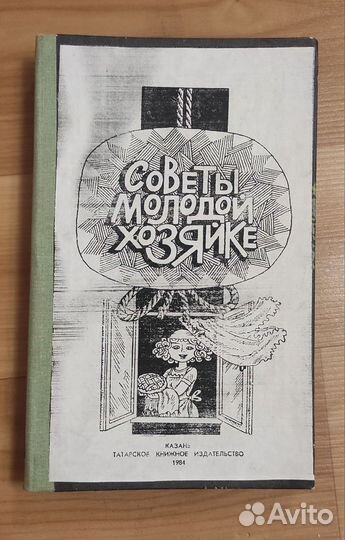 Советы
молодой
хозяйке
КАЗАНЬ
ТАТАРСКОЕ КНИЖНОЕ ИЗДАТЕЛЬСТВО
1984
Avito